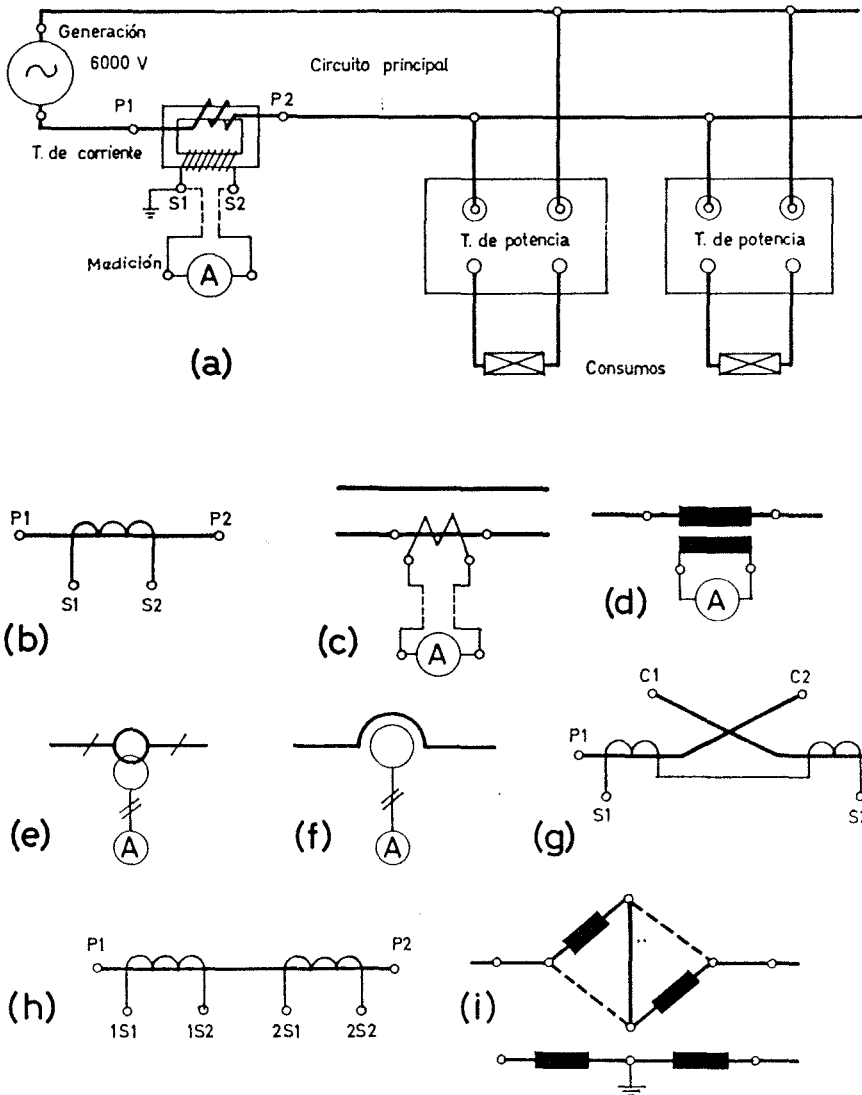 Generación
6000 V
Circuito principal
P1
P2
T. de corriente
S1
S2
T. de potencia
T. de potencia
Medición
A
(a)
Consumos
P1
P2
S1
S2
(b)
(c)
A
(d)
A
C1
C2
P1
S1
S2
(e)
A
(f)
A
(g)
P1
P2
1S1
1S2
2S1
2S2
(h)
(i)